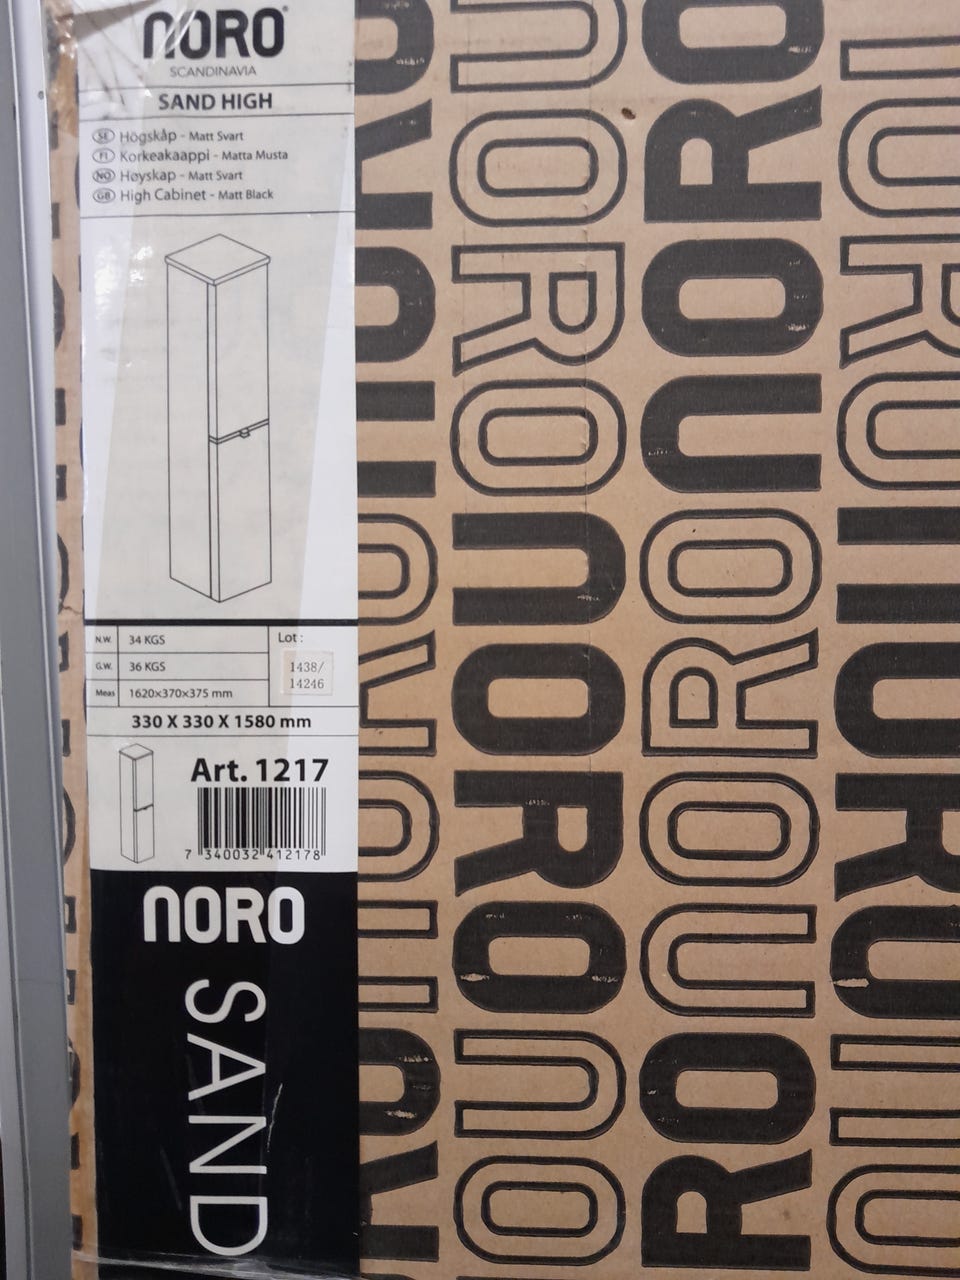 NORO®
SCANDINAVIA
SAND HIGH
SE Högskåp - Matt Svart
FI Korkeakaappi - Matta Musta
NO Høyskap - Matt Svart
GB High Cabinet - Matt Black
N.W. 34 KGS
G.W. 36 KGS
Meas 1620x370x375 mm
Lot :
1438/
14246
330 X 330 X 1580 mm
Art. 1217
7 340032 412178
NORO
SAND
NORONORO
NORONORO